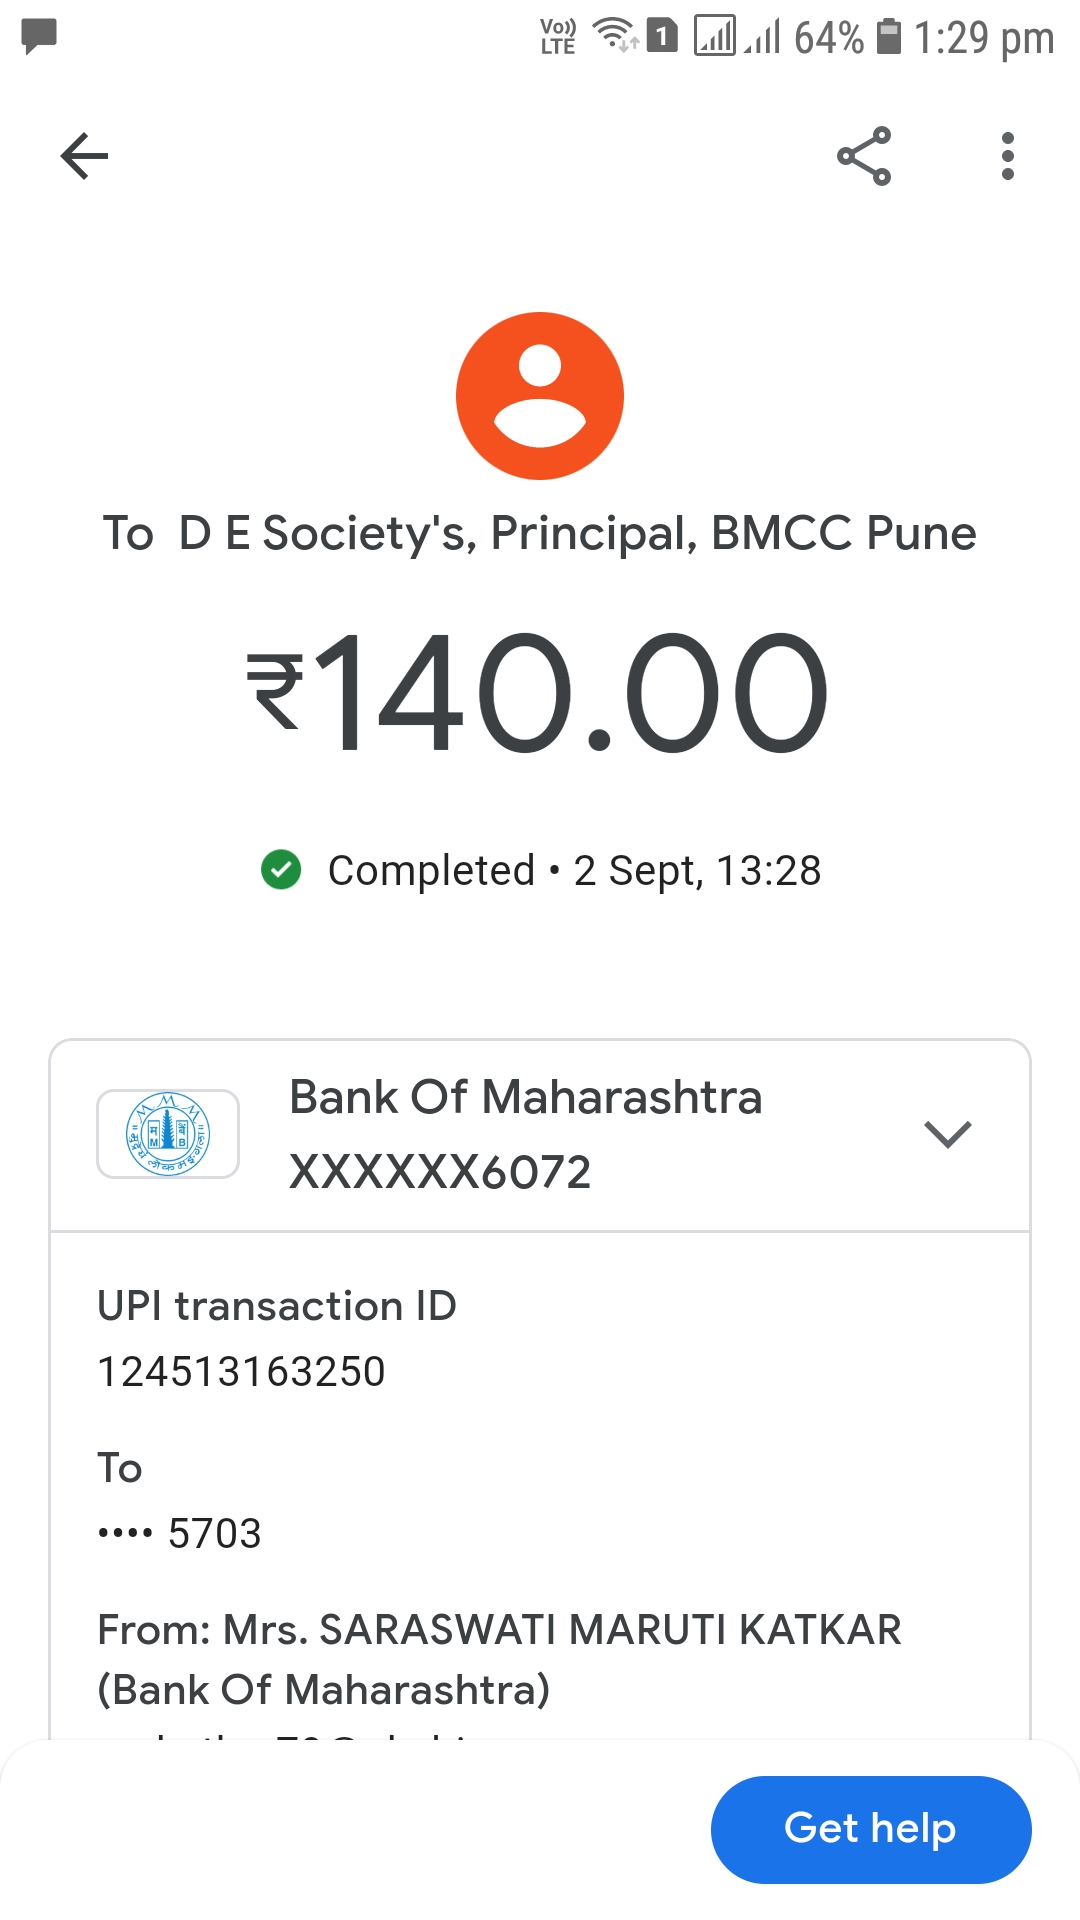 Vo)) LTE 1 64% 1:29 pm
To D E Society's, Principal, BMCC Pune
₹140.00
Completed • 2 Sept, 13:28
Bank Of Maharashtra
XXXXXX6072
UPI transaction ID
124513163250
To
•••• 5703
From: Mrs. SARASWATI MARUTI KATKAR
(Bank Of Maharashtra)
Get help